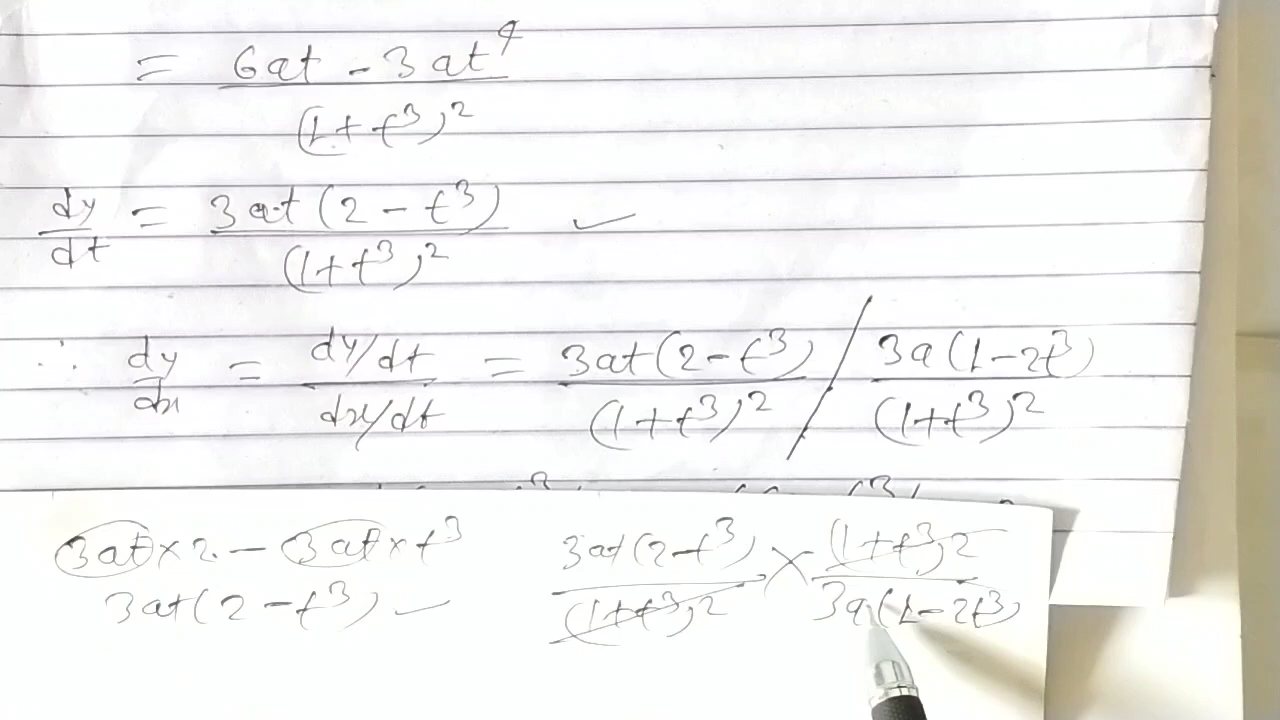 = 6at - 3at⁴ / (1+t³)²
dy/dt = 3at(2-t³) / (1+t³)² ✓
∴ dy/dx = dy/dt / dx/dt = 3at(2-t³)/(1+t³)² / 3a(1-2t³)/(1+t³)²
3at×2 - 3at×t³
3at(2-t³) ✓
3at(2-t³)/(1+t³)² × (1+t³)²/3a(1-2t³)